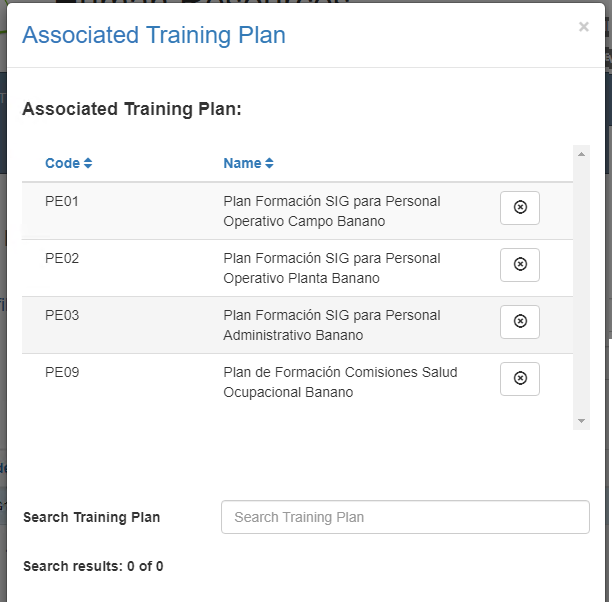 Associated Training Plan
×
Associated Training Plan:
Code Name
PE01 Plan Formación SIG para Personal
Operativo Campo Banano
PE02 Plan Formación SIG para Personal
Operativo Planta Banano
PE03 Plan Formación SIG para Personal
Administrativo Banano
PE09 Plan de Formación Comisiones Salud
Ocupacional Banano
Search Training Plan Search Training Plan
Search results: 0 of 0